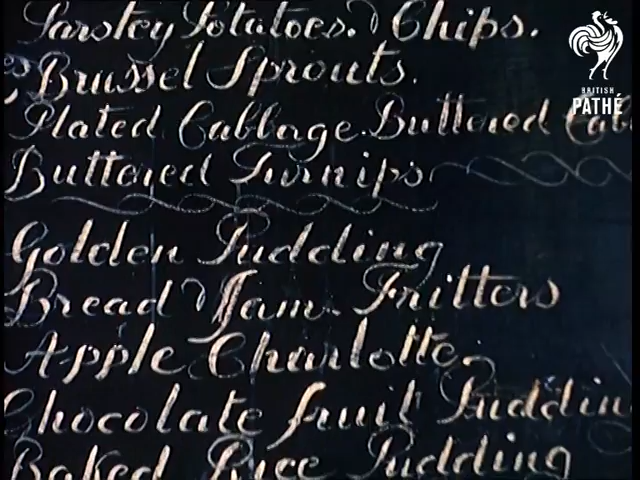 Parsley Potatoes. & Chips.
Brussel Sprouts.
Plated Cabbage. Buttered Cab
Buttered Turnips
Golden Pudding
Bread & Jam Fritters
Apple Charlotte
Chocolate fruit Puddin
Baked Rice Pudding
BRITISH
PATHÉ